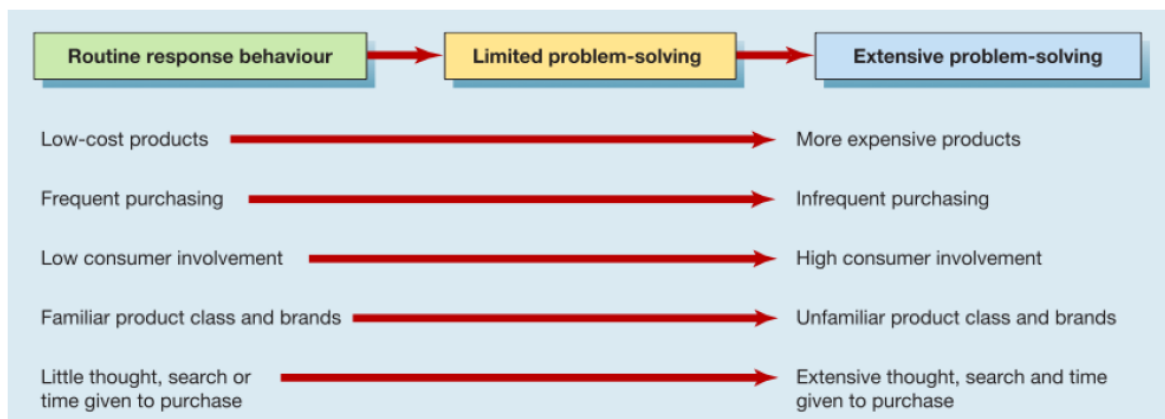 Routine response behaviour
Limited problem-solving
Extensive problem-solving
Low-cost products
More expensive products
Frequent purchasing
Infrequent purchasing
Low consumer involvement
High consumer involvement
Familiar product class and brands
Unfamiliar product class and brands
Little thought, search or
time given to purchase
Extensive thought, search and time
given to purchase